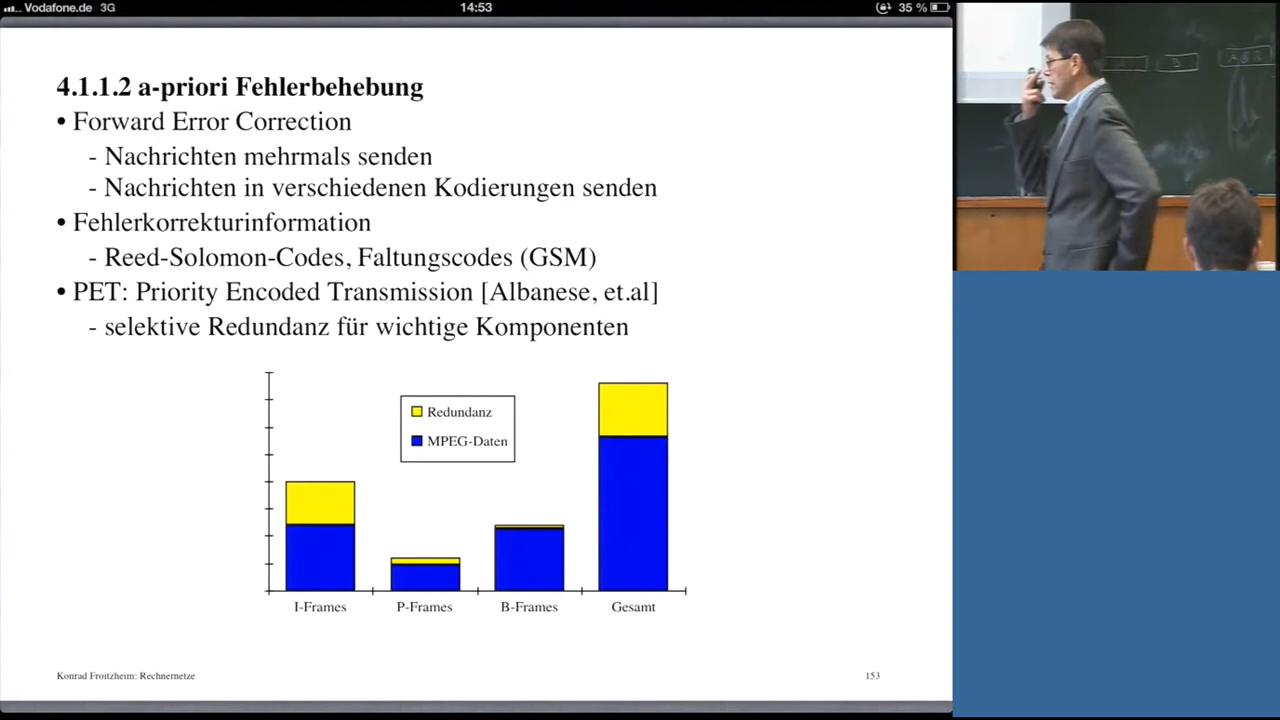 Vodafone.de 3G 14:53 35 %
4.1.1.2 a-priori Fehlerbehebung
• Forward Error Correction
- Nachrichten mehrmals senden
- Nachrichten in verschiedenen Kodierungen senden
• Fehlerkorrekturinformation
- Reed-Solomon-Codes, Faltungscodes (GSM)
• PET: Priority Encoded Transmission [Albanese, et.al]
- selektive Redundanz für wichtige Komponenten
Redundanz
MPEG-Daten
I-Frames P-Frames B-Frames Gesamt
Konrad Froitzheim: Rechnernetze 153